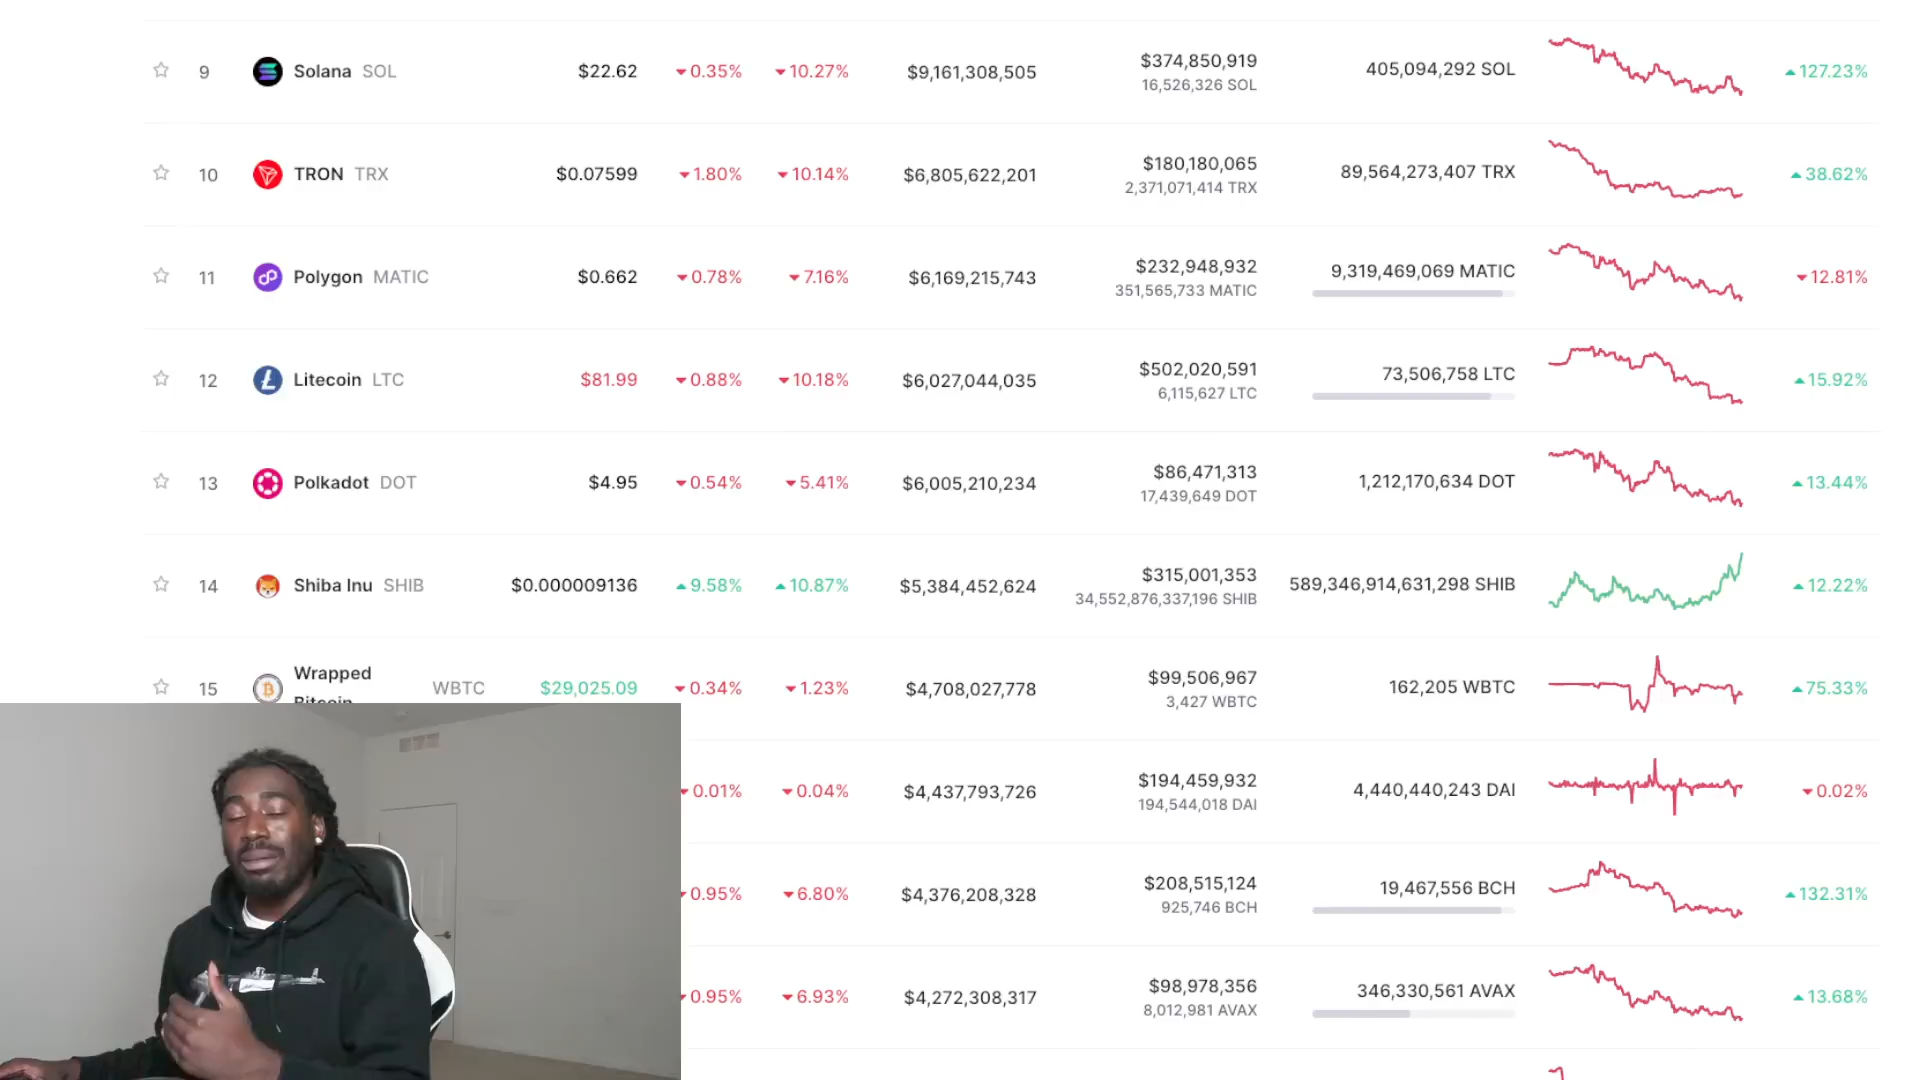 9 Solana SOL $22.62 0.35% 10.27% $9,161,308,505 $374,850,919 405,094,292 SOL 127.23%
16,526,326 SOL
10 TRON TRX $0.07599 1.80% 10.14% $6,805,622,201 $180,180,065 89,564,273,407 TRX 38.62%
2,371,071,414 TRX
11 Polygon MATIC $0.662 0.78% 7.16% $6,169,215,743 $232,948,932 9,319,469,069 MATIC 12.81%
351,565,733 MATIC
12 Litecoin LTC $81.99 0.88% 10.18% $6,027,044,035 $502,020,591 73,506,758 LTC 15.92%
6,115,627 LTC
13 Polkadot DOT $4.95 0.54% 5.41% $6,005,210,234 $86,471,313 1,212,170,634 DOT 13.44%
17,439,649 DOT
14 Shiba Inu SHIB $0.000009136 9.58% 10.87% $5,384,452,624 $315,001,353 589,346,914,631,298 SHIB 12.22%
34,552,876,337,196 SHIB
15 Wrapped Bitcoin WBTC $29,025.09 0.34% 1.23% $4,708,027,778 $99,506,967 162,205 WBTC 75.33%
3,427 WBTC
0.01% 0.04% $4,437,793,726 $194,459,932 4,440,440,243 DAI 0.02%
194,544,018 DAI
0.95% 6.80% $4,376,208,328 $208,515,124 19,467,556 BCH 132.31%
925,746 BCH
0.95% 6.93% $4,272,308,317 $98,978,356 346,330,561 AVAX 13.68%
8,012,981 AVAX